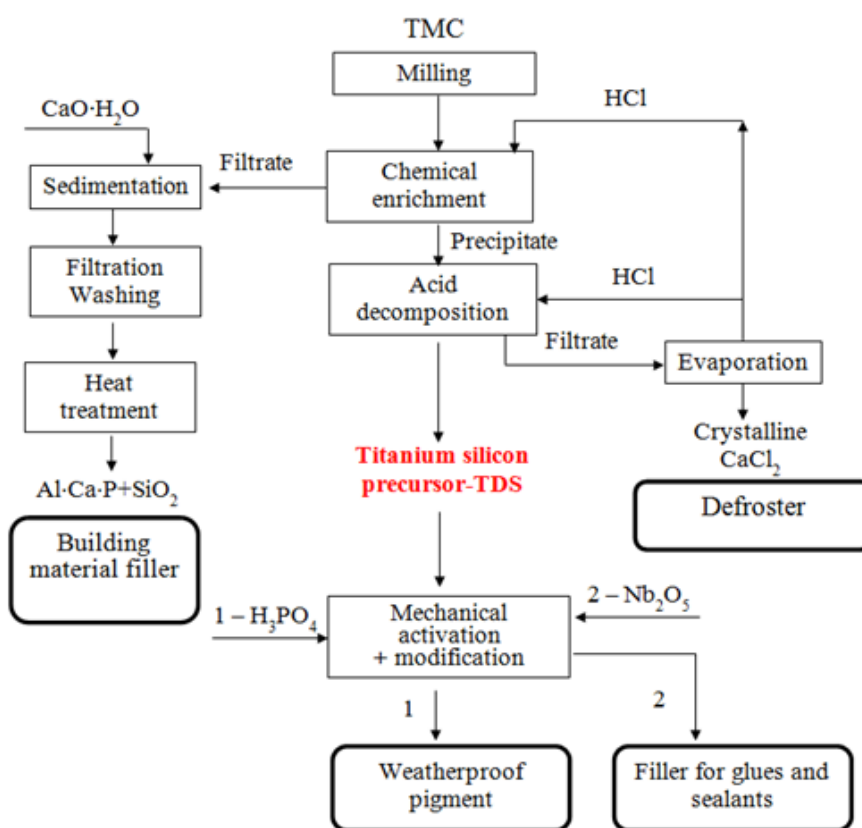 TMC
Milling
HCl
CaO·H₂O
Filtrate
Sedimentation
Chemical
enrichment
Precipitate
Filtration
Washing
Acid
decomposition
HCl
Filtrate
Evaporation
Heat
treatment
Crystalline
CaCl₂
Titanium silicon
precursor-TDS
Al·Ca·P+SiO₂
Defroster
Building
material filler
1 – H₃PO₄
Mechanical
activation
+ modification
2 – Nb₂O₅
1
2
Weatherproof
pigment
Filler for glues and
sealants